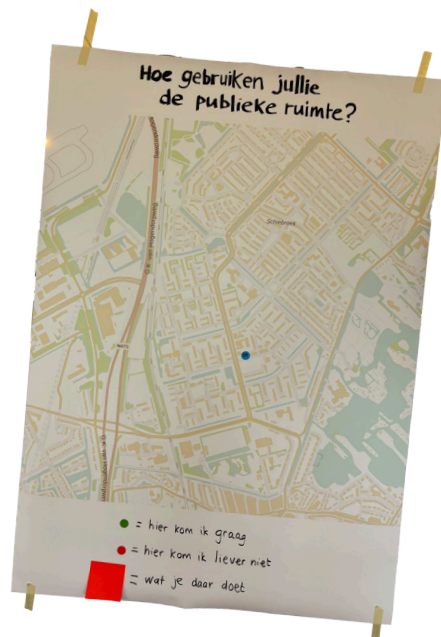 Hoe gebruiken jullie
de publieke ruimte?
Schiebroek
= hier kom ik graag
= hier kom ik liever niet
= wat je daar doet